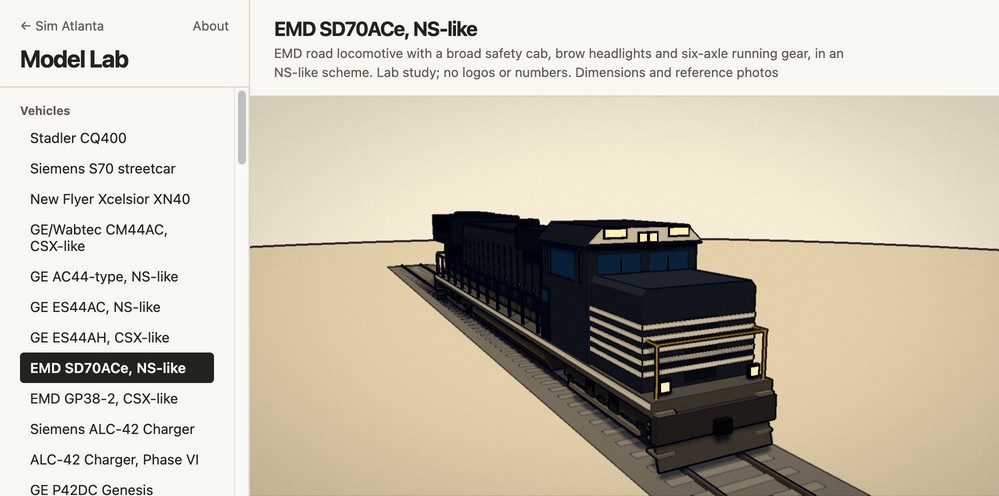 ← Sim Atlanta
About
Model Lab
Vehicles
Stadler CQ400
Siemens S70 streetcar
New Flyer Xcelsior XN40
GE/Wabtec CM44AC,
CSX-like
GE AC44-type, NS-like
GE ES44AC, NS-like
GE ES44AH, CSX-like
EMD SD70ACe, NS-like
EMD GP38-2, CSX-like
Siemens ALC-42 Charger
ALC-42 Charger, Phase VI
GE P42DC Genesis
EMD SD70ACe, NS-like
EMD road locomotive with a broad safety cab, brow headlights and six-axle running gear, in an
NS-like scheme. Lab study; no logos or numbers. Dimensions and reference photos